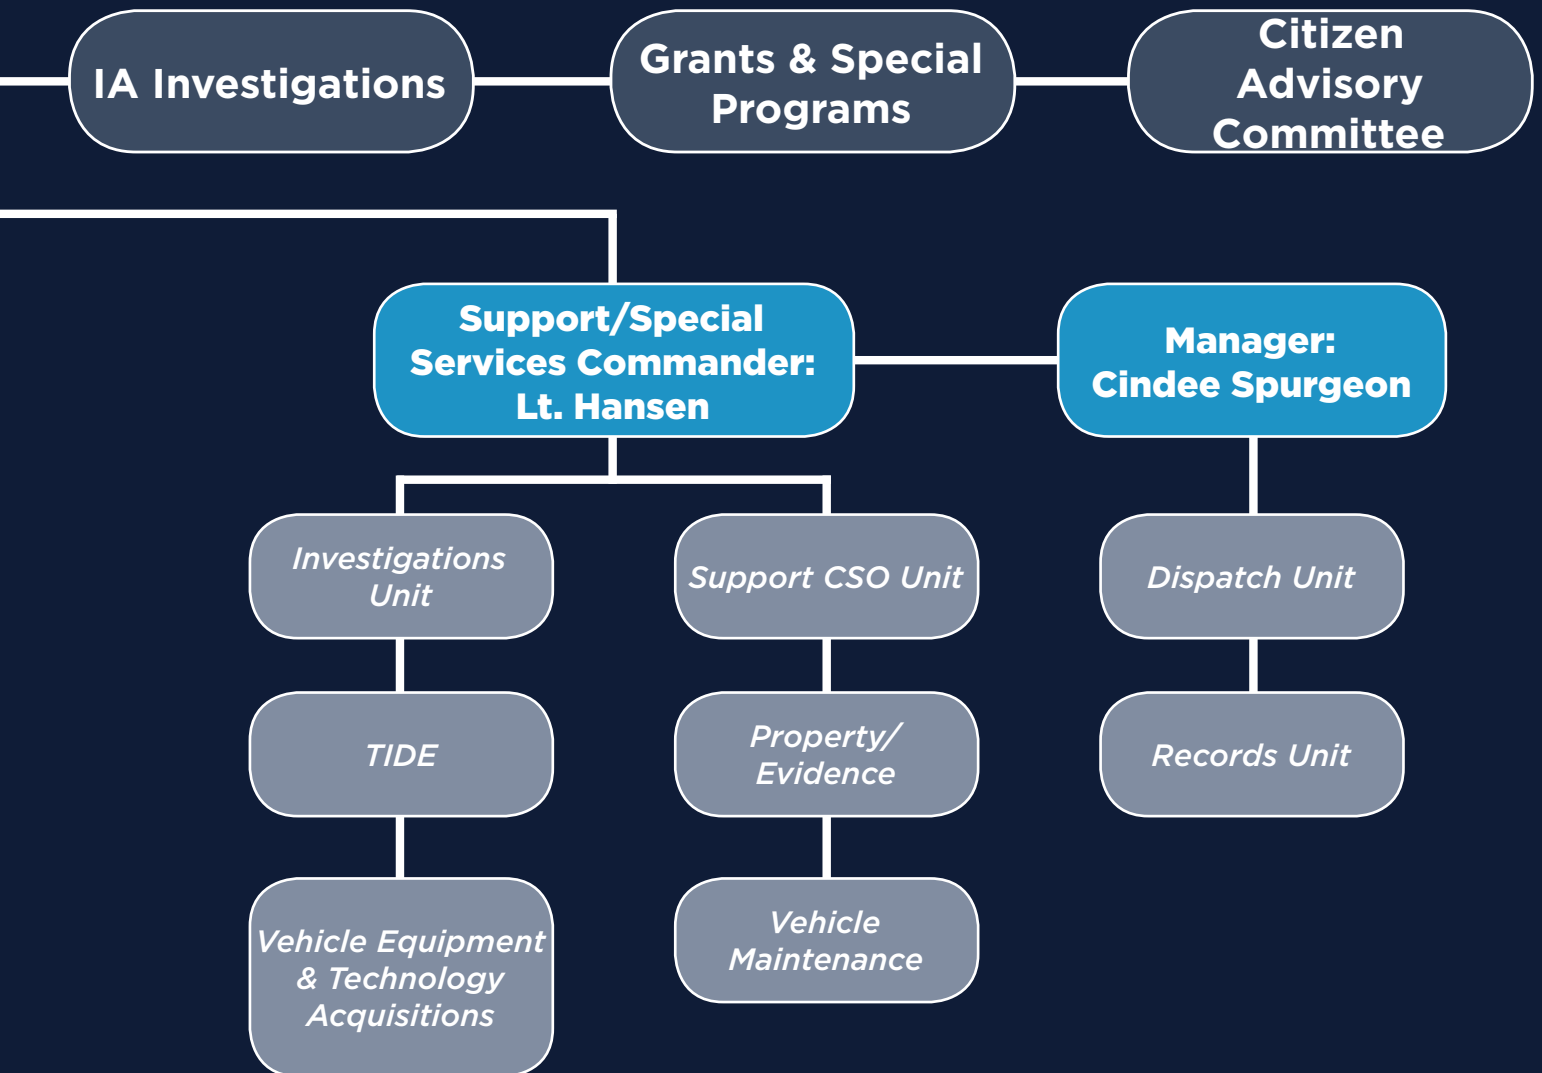 IA Investigations
Grants & Special
Programs
Citizen
Advisory
Committee
Support/Special
Services Commander:
Lt. Hansen
Manager:
Cindee Spurgeon
Investigations
Unit
Support CSO Unit
Dispatch Unit
TIDE
Property/
Evidence
Records Unit
Vehicle Equipment
& Technology
Acquisitions
Vehicle
Maintenance